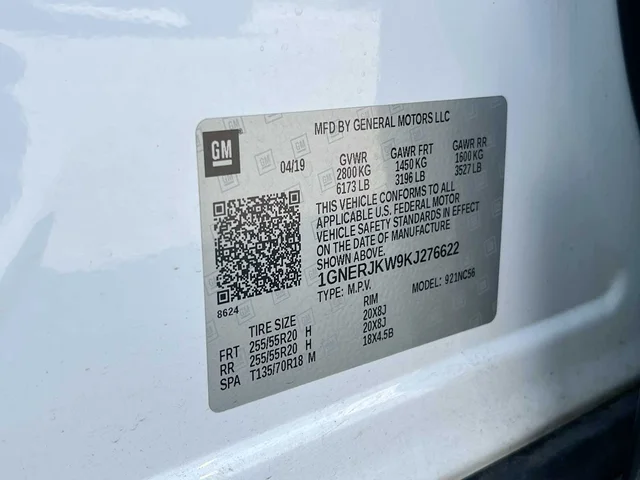 MFD BY GENERAL MOTORS LLC
GM
04/19
GVWR GAWR FRT GAWR RR
2800 KG 1450 KG 1600 KG
6173 LB 3196 LB 3527 LB
THIS VEHICLE CONFORMS TO ALL
APPLICABLE U.S. FEDERAL MOTOR
VEHICLE SAFETY STANDARDS IN EFFECT
ON THE DATE OF MANUFACTURE
SHOWN ABOVE.
1GNERJKW9KJ276622
TYPE: M.P.V. MODEL: 921NC56
8624
TIRE SIZE RIM
FRT 255/55R20 H 20X8J
RR 255/55R20 H 20X8J
SPA T135/70R18 M 18X4.5B